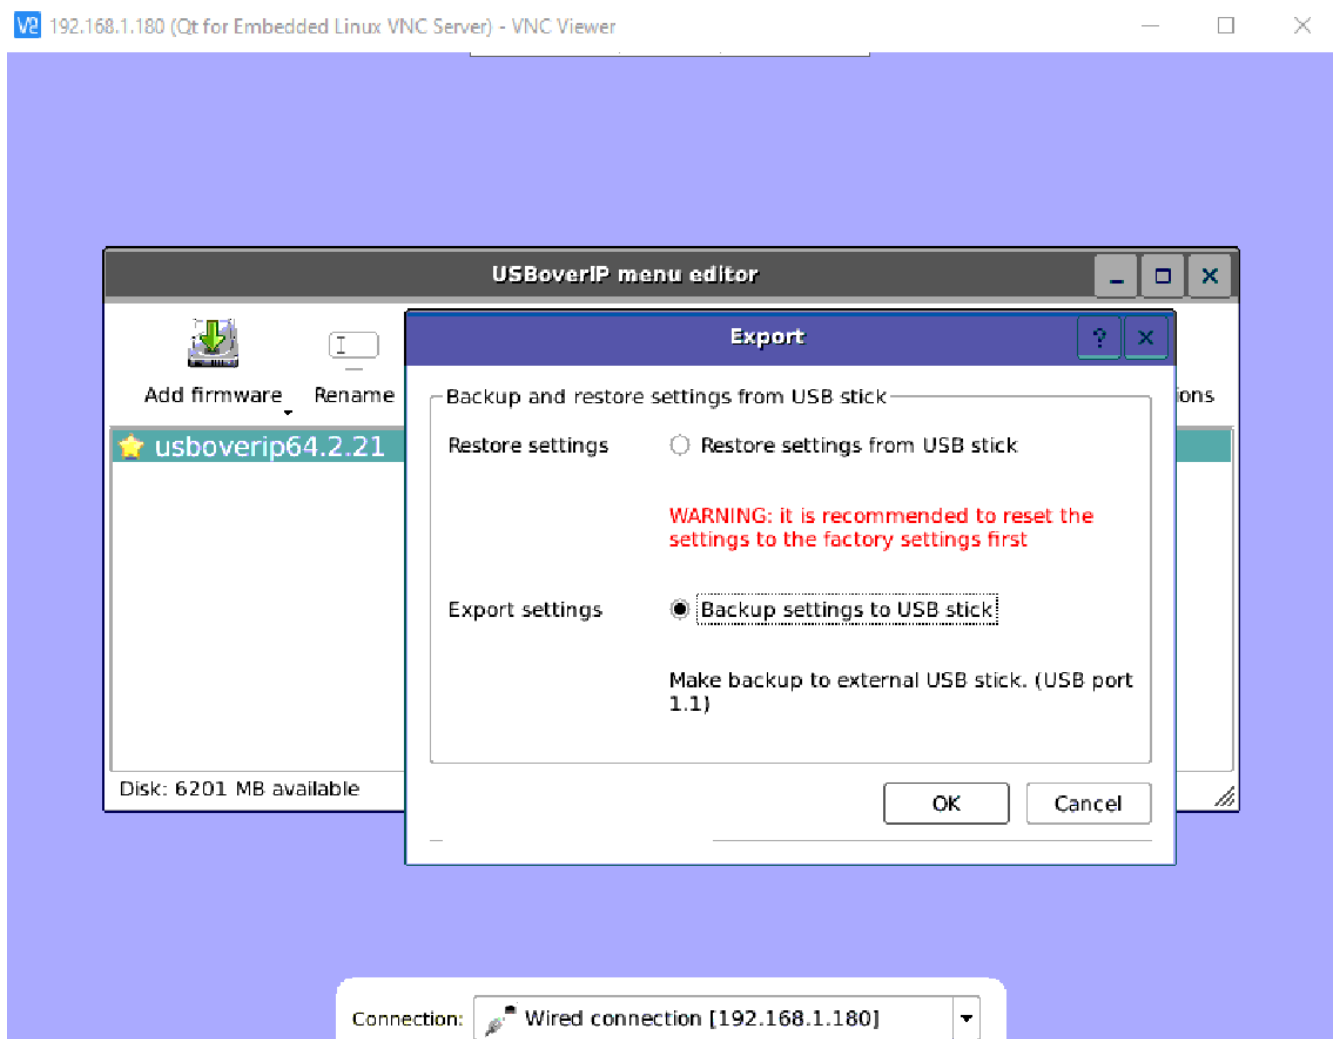 192.168.1.180 (Qt for Embedded Linux VNC Server) - VNC Viewer
USBoverIP menu editor
Export
Add firmware
Rename
ions
usboverip64.2.21
Backup and restore settings from USB stick
Restore settings
Restore settings from USB stick
WARNING: it is recommended to reset the
settings to the factory settings first
Export settings
Backup settings to USB stick
Make backup to external USB stick. (USB port
1.1)
Disk: 6201 MB available
OK
Cancel
Connection:
Wired connection [192.168.1.180]